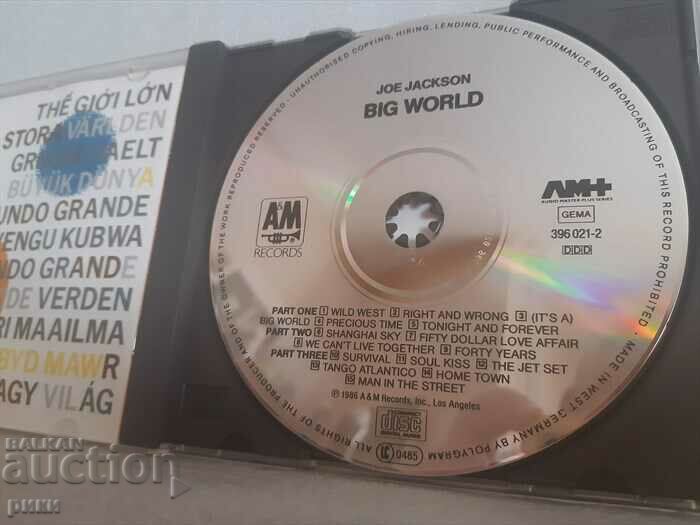 THẾ GIỚI LỚN
STORA VÄRLDEN
BÜYÜK DÜNYA
UNDO GRANDE
ENGU KUBWA
NDO GRANDE
DE VERDEN
RI MAAILMA
BYD MAWR
AGY VILÁG
JOE JACKSON
BIG WORLD
A&M
RECORDS
AM+
AUDIO MASTER PLUS SERIES
GEMA
396 021-2
DDD
PART ONE 1 WILD WEST 2 RIGHT AND WRONG 3 (IT'S A)
BIG WORLD 4 PRECIOUS TIME 5 TONIGHT AND FOREVER
PART TWO 6 SHANGHAI SKY 7 FIFTY DOLLAR LOVE AFFAIR
8 WE CAN'T LIVE TOGETHER 9 FORTY YEARS
PART THREE 10 SURVIVAL 11 SOUL KISS 12 THE JET SET
13 TANGO ATLANTICO 14 HOME TOWN
15 MAN IN THE STREET
℗ 1986 A&M Records, Inc., Los Angeles
COMPACT
disc
DIGITAL AUDIO
LC 0485
ALL RIGHTS OF THE PRODUCER AND OF THE OWNER OF THE WORK REPRODUCED RESERVED - UNAUTHORISED COPYING, HIRING, LENDING, PUBLIC PERFORMANCE AND BROADCASTING OF THIS RECORD PROHIBITED - MADE IN WEST GERMANY BY POLYGRAM
BALKAN
auction
рики